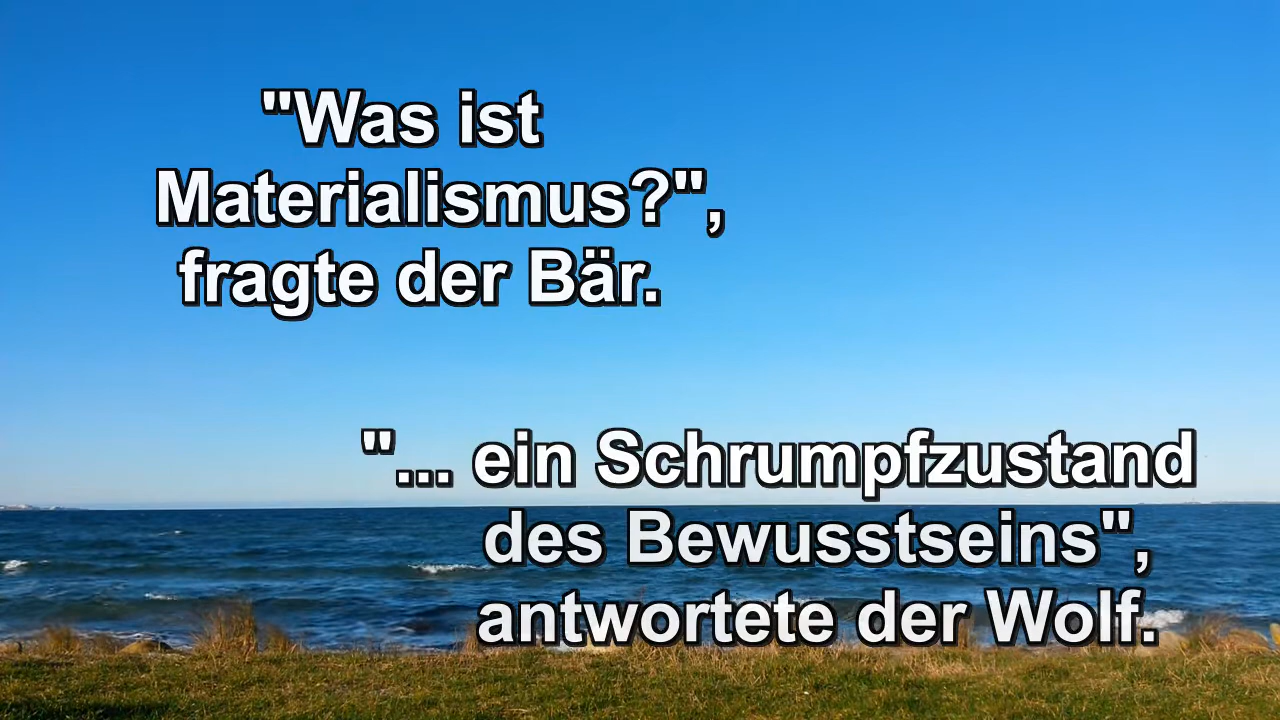 "Was ist
Materialismus?",
fragte der Bär.
"... ein Schrumpfzustand
des Bewusstseins",
antwortete der Wolf.